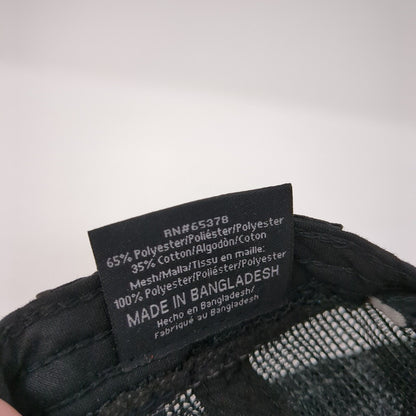 RN#65378
65% Polyester/Poliéster/Polyester
35% Cotton/Algodòn/Coton
Mesh/Malla/Tissu en maille:
100% Polyester/Poliéster/Polyester
MADE IN BANGLADESH
Hecho en Bangladesh/
Fabriqué au Bangladesh